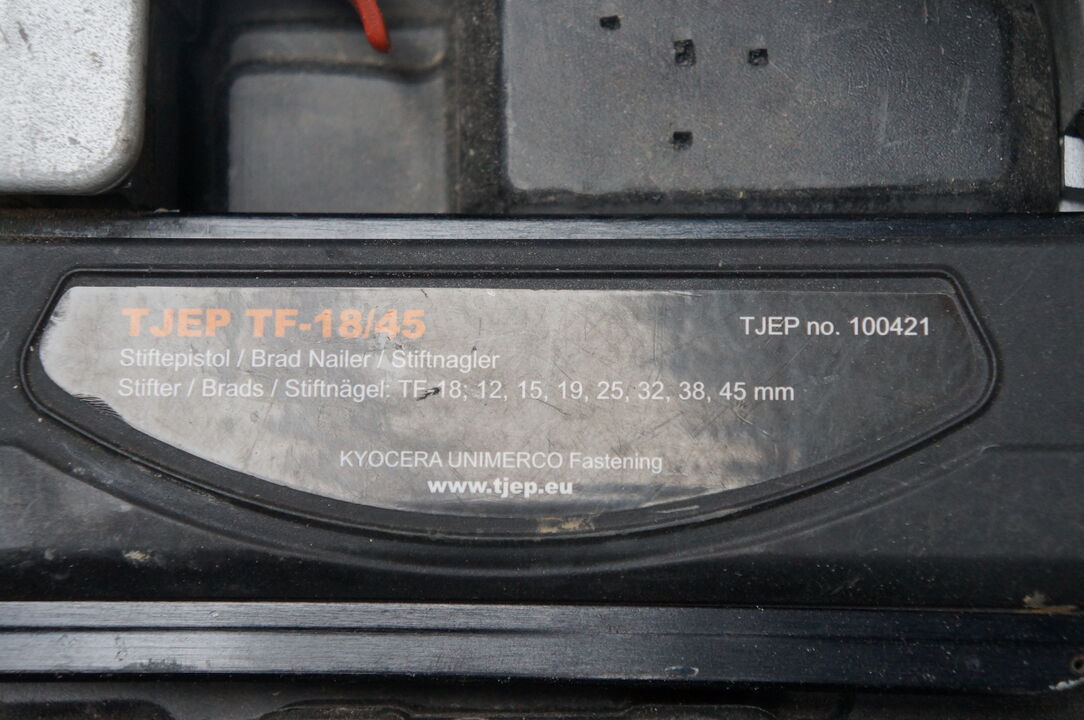 TJEP TF-18/45
TJEP no. 100421
Stiftepistol / Brad Nailer / Stiftnagler
Stifter / Brads / Stiftnägel: TF-18; 12, 15, 19, 25, 32, 38, 45 mm
KYOCERA UNIMERCO Fastening
www.tjep.eu